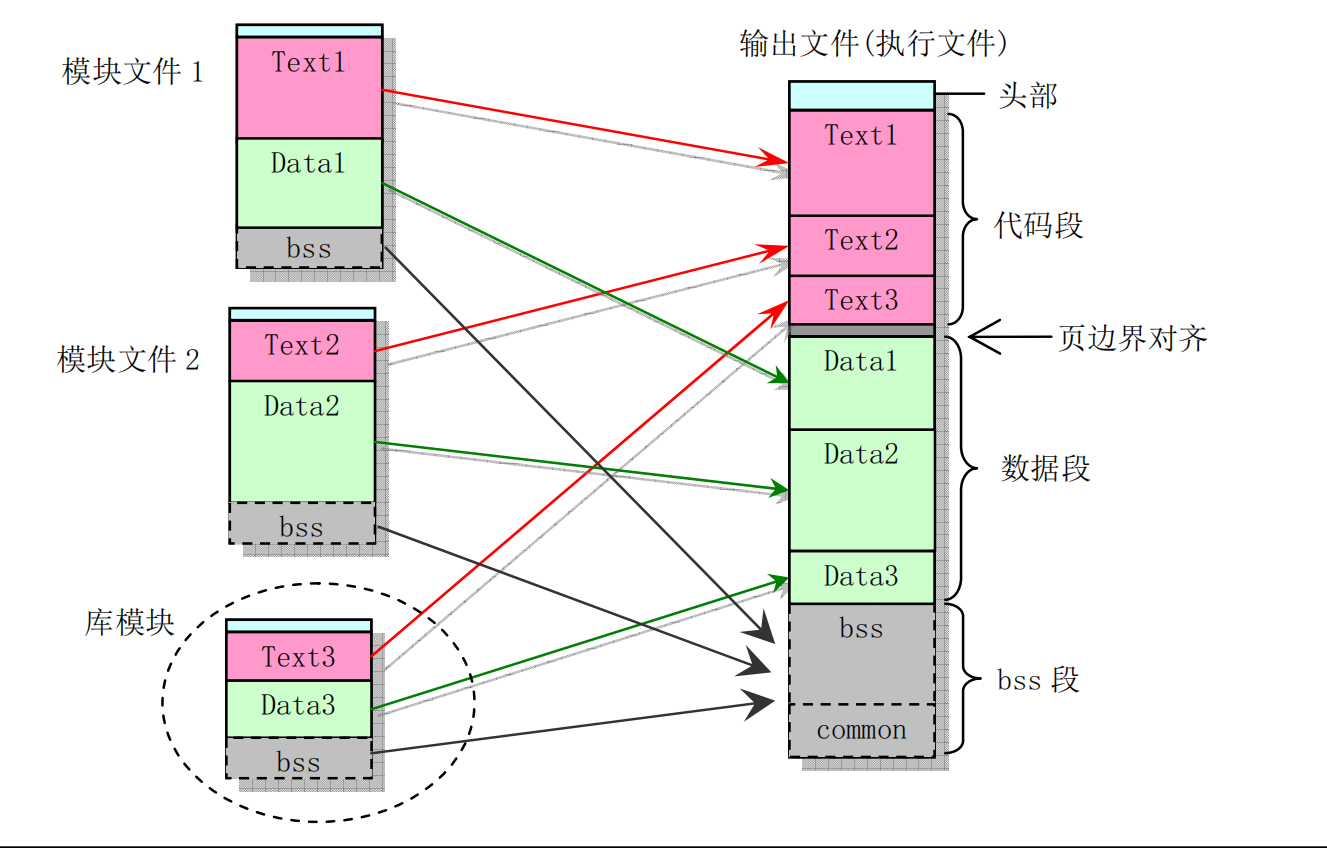 模块文件 1
Text1
Data1
bss
模块文件 2
Text2
Data2
bss
库模块
Text3
Data3
bss
输出文件(执行文件)
头部
Text1
Text2
Text3
代码段
页边界对齐
Data1
Data2
Data3
数据段
bss
common
bss 段